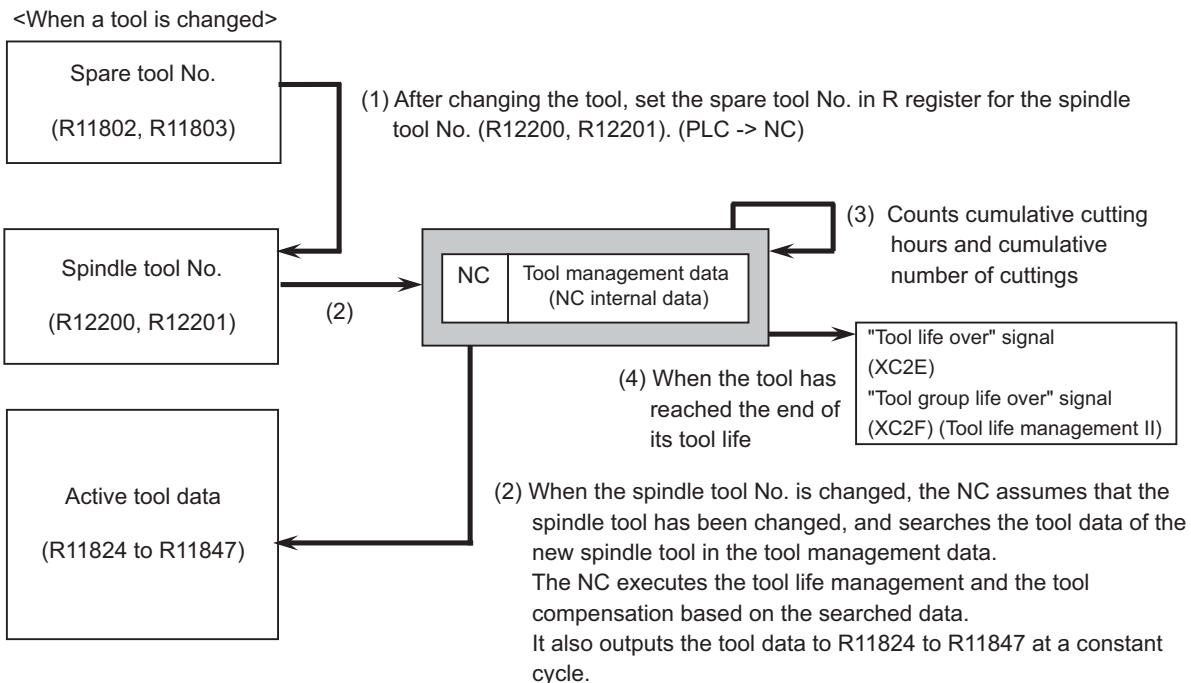 <When a tool is changed>
Spare tool No.
(R11802, R11803)
(1) After changing the tool, set the spare tool No. in R register for the spindle
tool No. (R12200, R12201). (PLC -> NC)
Spindle tool No.
(R12200, R12201)
(2)
NC
Tool management data
(NC internal data)
(3) Counts cumulative cutting
hours and cumulative
number of cuttings
(4) When the tool has
reached the end of
its tool life
"Tool life over" signal
(XC2E)
"Tool group life over" signal
(XC2F) (Tool life management II)
Active tool data
(R11824 to R11847)
(2) When the spindle tool No. is changed, the NC assumes that the
spindle tool has been changed, and searches the tool data of the
new spindle tool in the tool management data.
The NC executes the tool life management and the tool
compensation based on the searched data.
It also outputs the tool data to R11824 to R11847 at a constant
cycle.